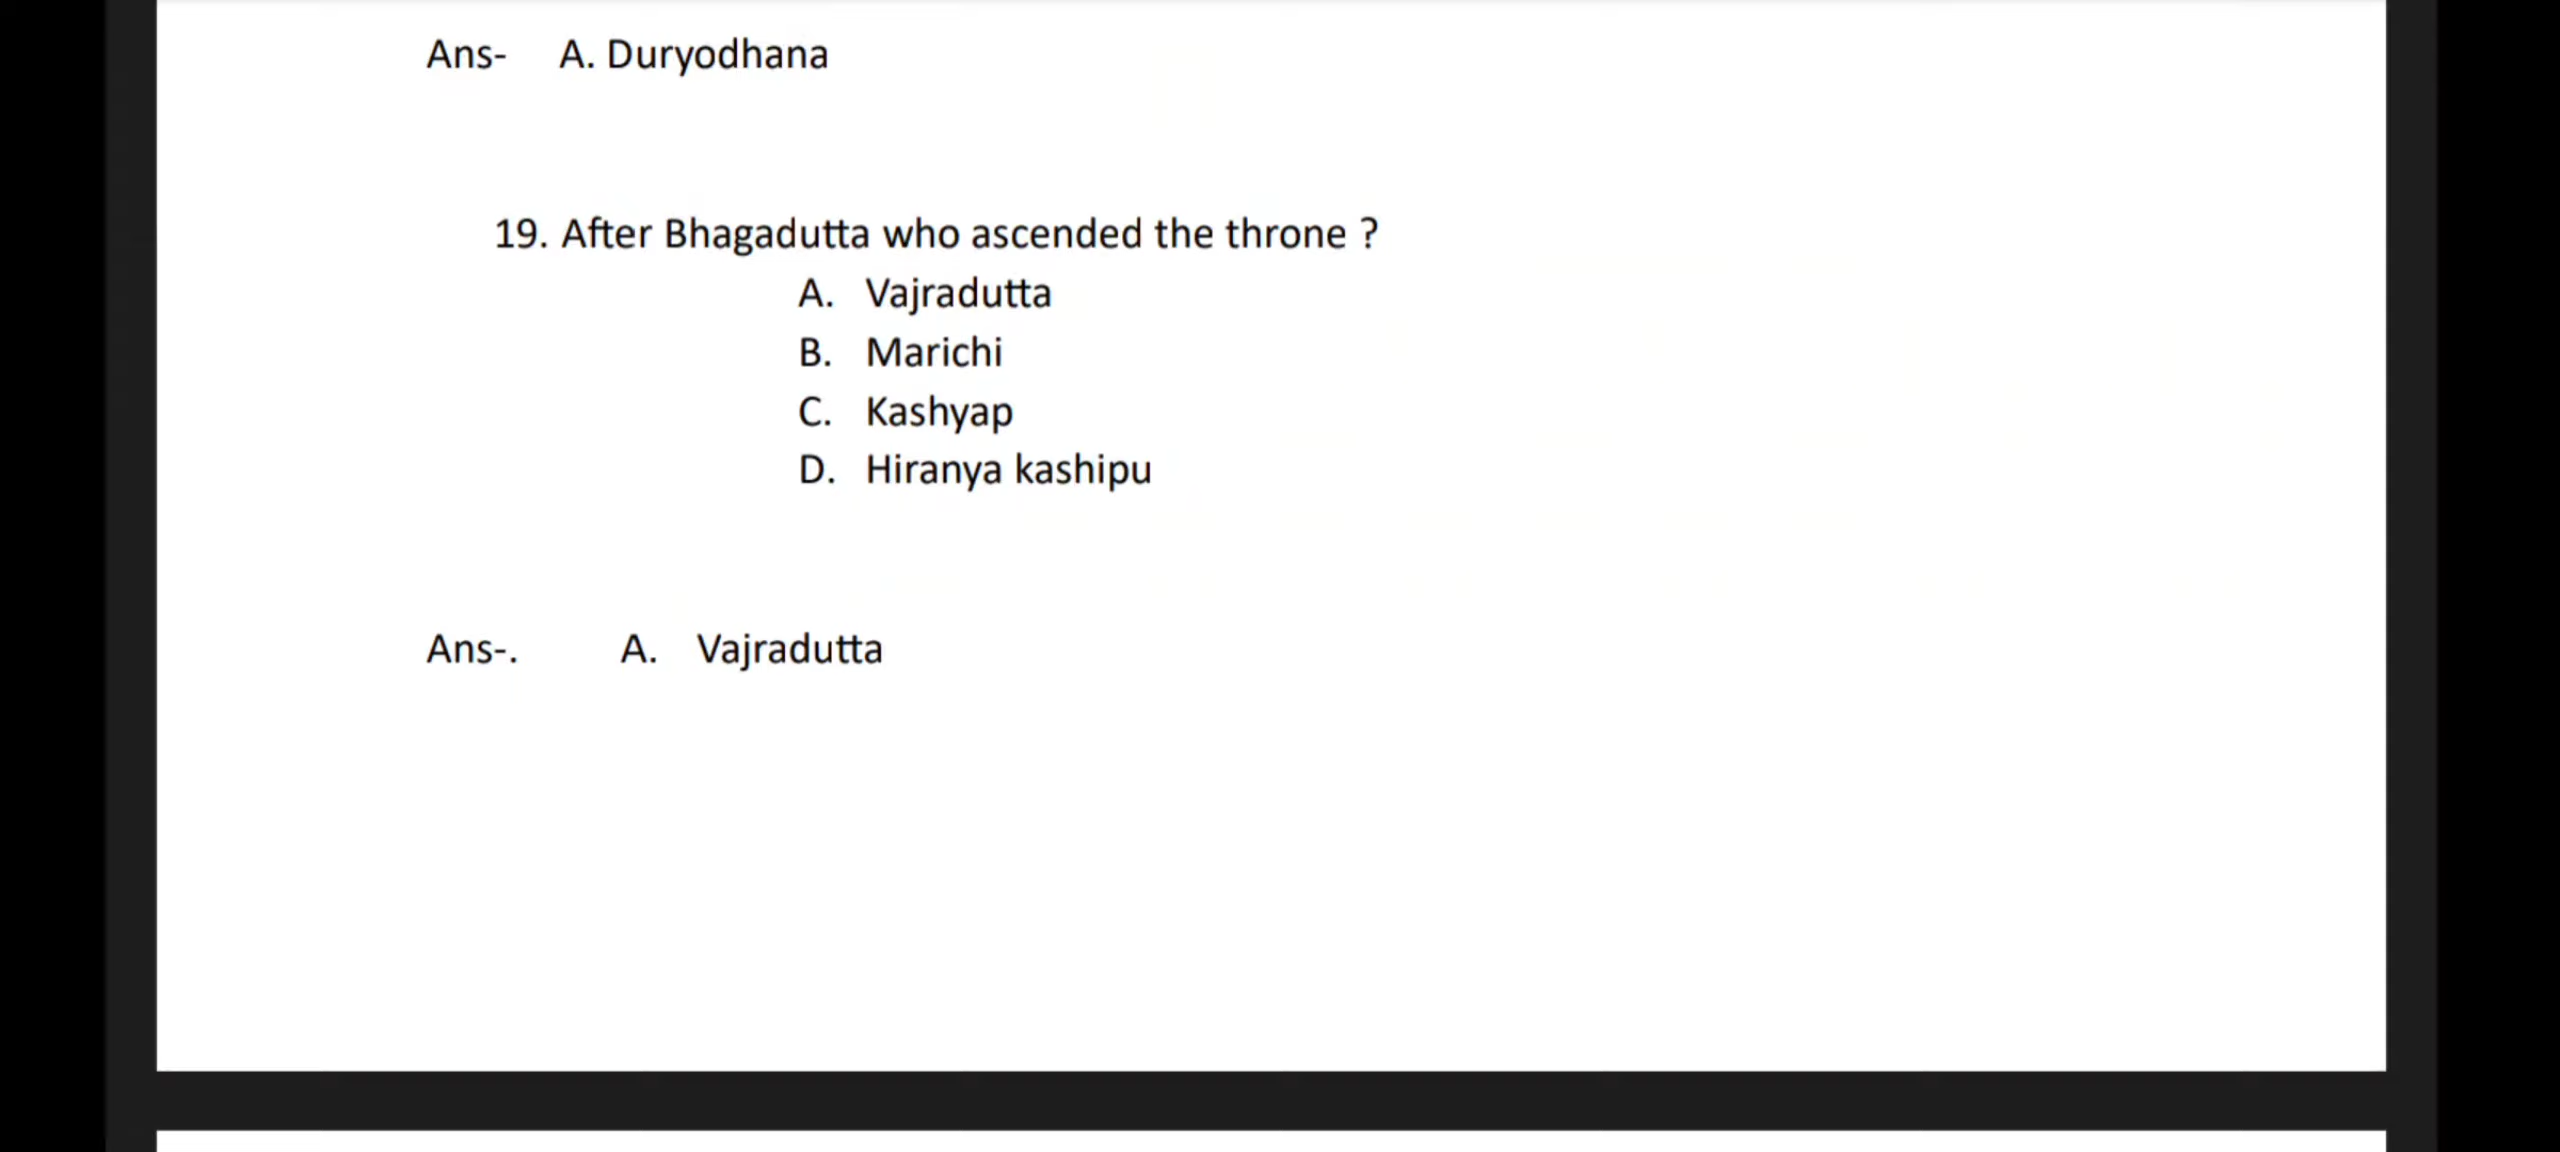 Ans- A. Duryodhana
19. After Bhagadutta who ascended the throne ?
A. Vajradutta
B. Marichi
C. Kashyap
D. Hiranya kashipu
Ans-. A. Vajradutta